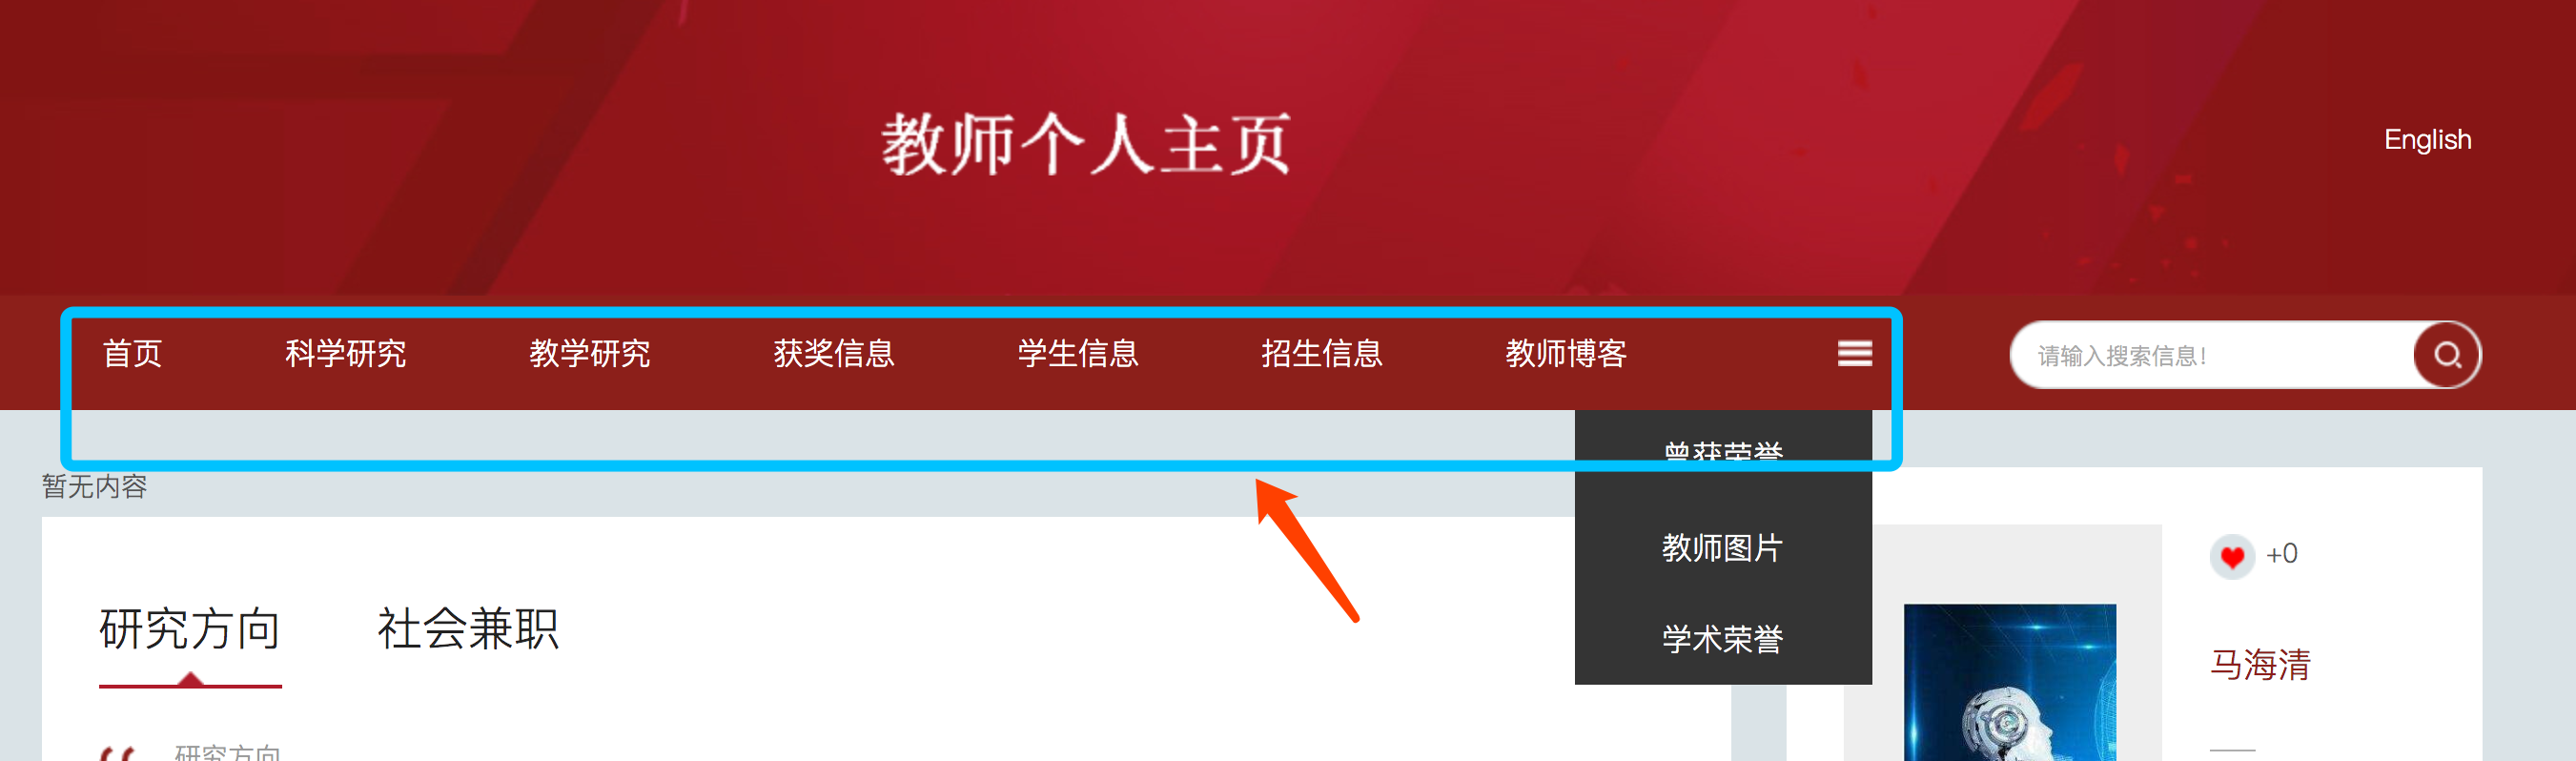 教师个人主页
English
首页 科学研究 教学研究 获奖信息 学生信息 招生信息 教师博客
请输入搜索信息!
曾获荣誉
教师图片
学术荣誉
暂无内容
研究方向 社会兼职
“ 研究方向
+0
马海清